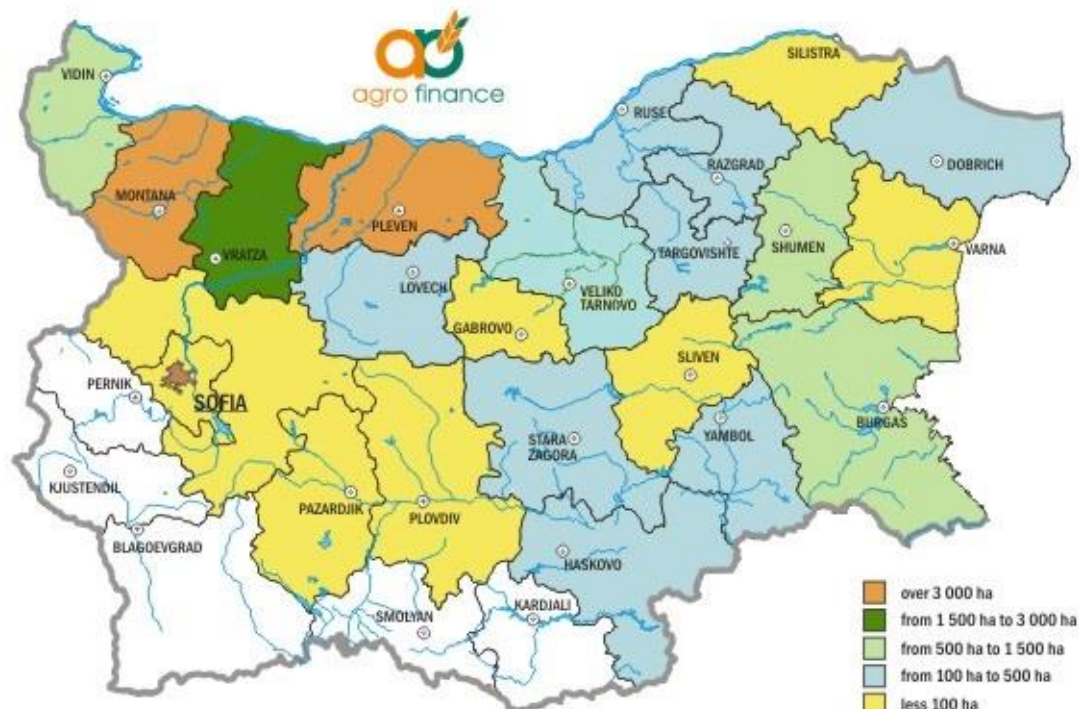 agro finance
SILISTRA
VIDIN
RUSE
RAZGRAD
DOBRICH
MONTANA
PLEVEN
VRATZA
TARGOVISHTE
SHUMEN
VARNA
LOVECH
VELIKO
TARNOVO
GABROVO
SLIVEN
PERNIK
SOFIA
BURGAS
YAMBOL
STARA
ZAGORA
KJUSTENDIL
PAZARDJIK
PLOVDIV
BLAGOEVGRAD
HASKOVO
SMOLYAN
KARDJALI
over 3 000 ha
from 1 500 ha to 3 000 ha
from 500 ha to 1 500 ha
from 100 ha to 500 ha
less 100 ha